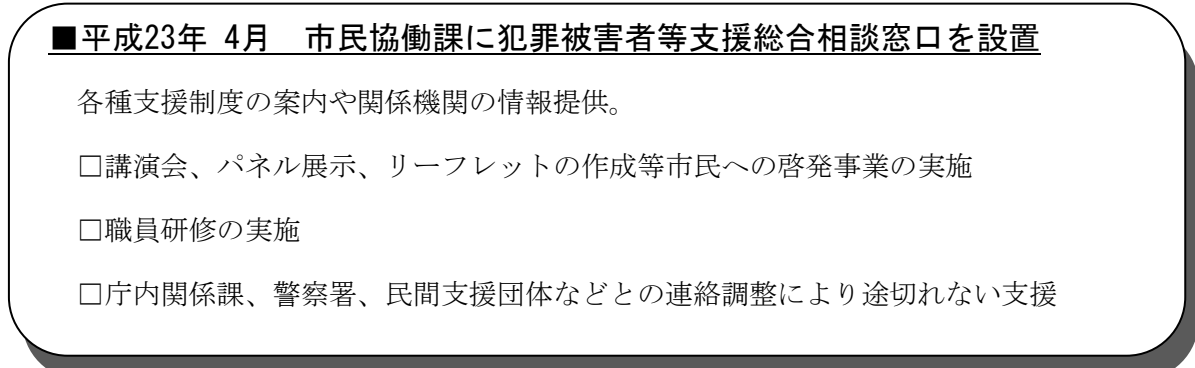 ■平成23年 4月　市民協働課に犯罪被害者等支援総合相談窓口を設置
各種支援制度の案内や関係機関の情報提供。
□講演会、パネル展示、リーフレットの作成等市民への啓発事業の実施
□職員研修の実施
□庁内関係課、警察署、民間支援団体などとの連絡調整により途切れない支援